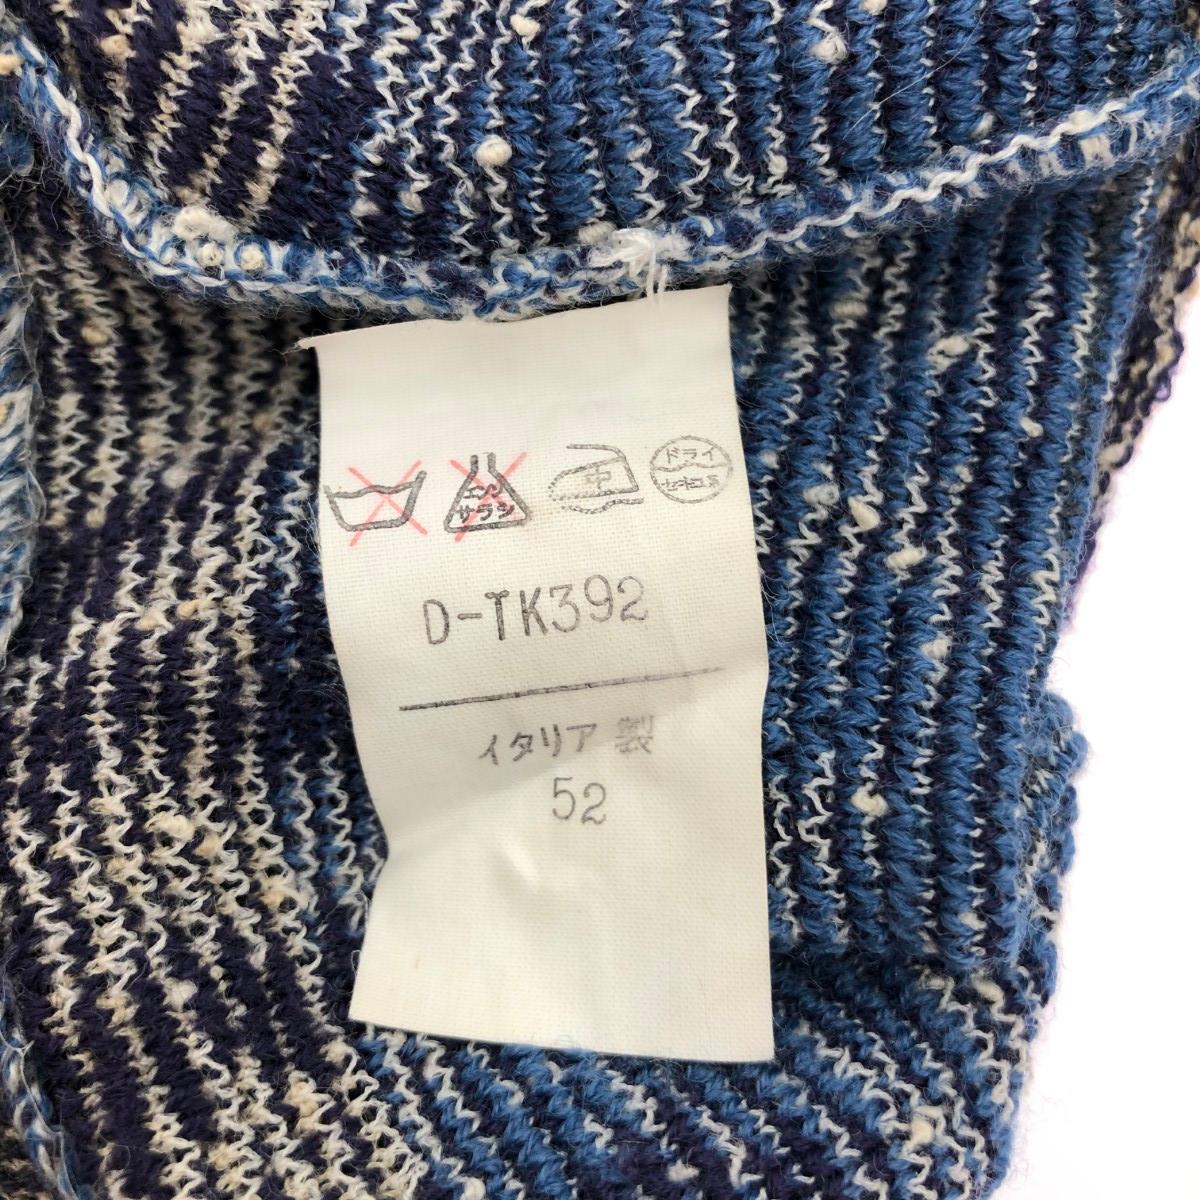 エンソ
サラシ
中
ドライ
セキユ系
D-TK392
イタリア製
52